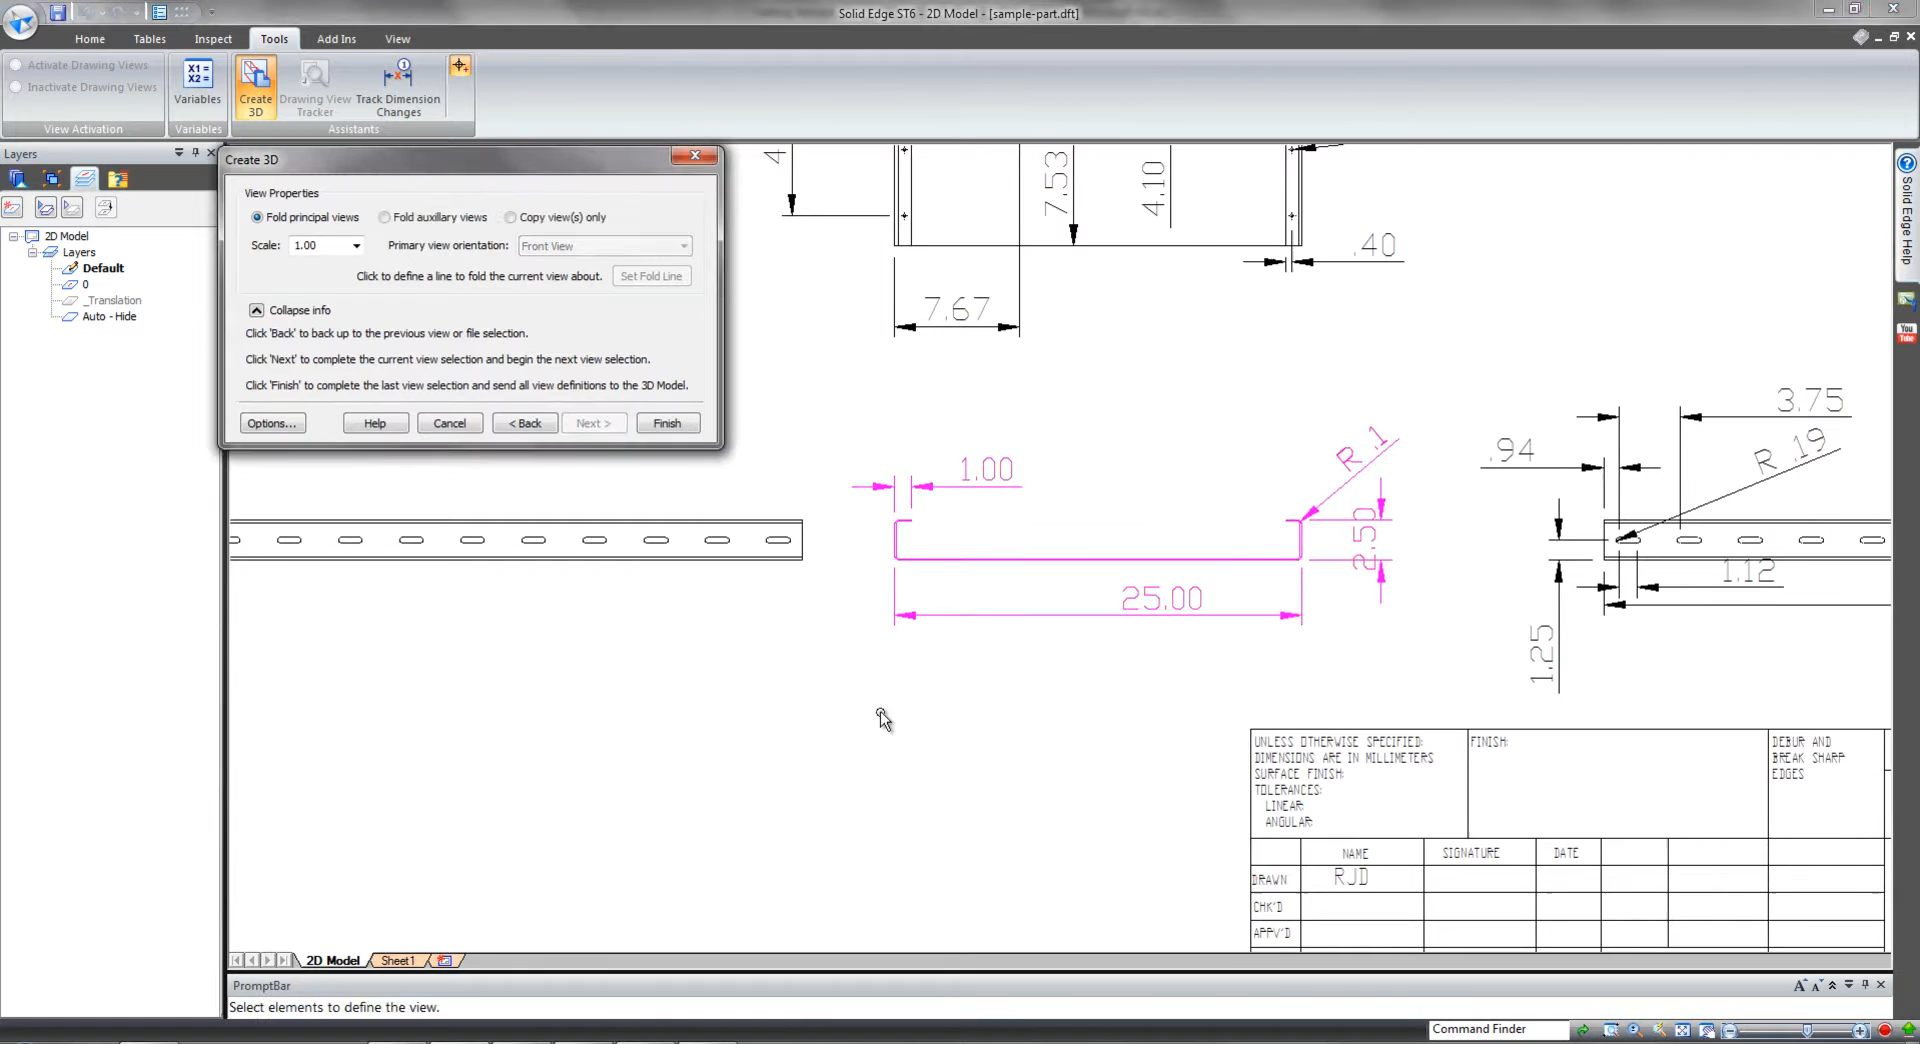 Solid Edge ST6 - 2D Model - [sample-part.dft]
Home
Tables
Inspect
Tools
Add Ins
View
Activate Drawing Views
Inactivate Drawing Views
View Activation
X1 =
X2 =
Variables
Variables
Create
3D
Drawing View
Tracker
Track Dimension
Changes
Assistants
Layers
2D Model
Layers
Default
0
_Translation
Auto - Hide
Create 3D
View Properties
Fold principal views
Fold auxillary views
Copy view(s) only
Scale: 1.00
Primary view orientation: Front View
Click to define a line to fold the current view about.
Set Fold Line
Collapse info
Click 'Back' to back up to the previous view or file selection.
Click 'Next' to complete the current view selection and begin the next view selection.
Click 'Finish' to complete the last view selection and send all view definitions to the 3D Model.
Options...
Help
Cancel
< Back
Next >
Finish
4
7.53
4.10
.40
7.67
1.00
R .1
2.50
25.00
3.75
.94
R .19
1.12
1.25
UNLESS OTHERWISE SPECIFIED:
DIMENSIONS ARE IN MILLIMETERS
SURFACE FINISH:
TOLERANCES:
LINEAR:
ANGULAR:
FINISH:
DEBUR AND
BREAK SHARP
EDGES
NAME
SIGNATURE
DATE
DRAWN
RJD
CHK'D
APPV'D
Solid Edge Help
You
Tube
2D Model
Sheet1
PromptBar
Select elements to define the view.
Command Finder